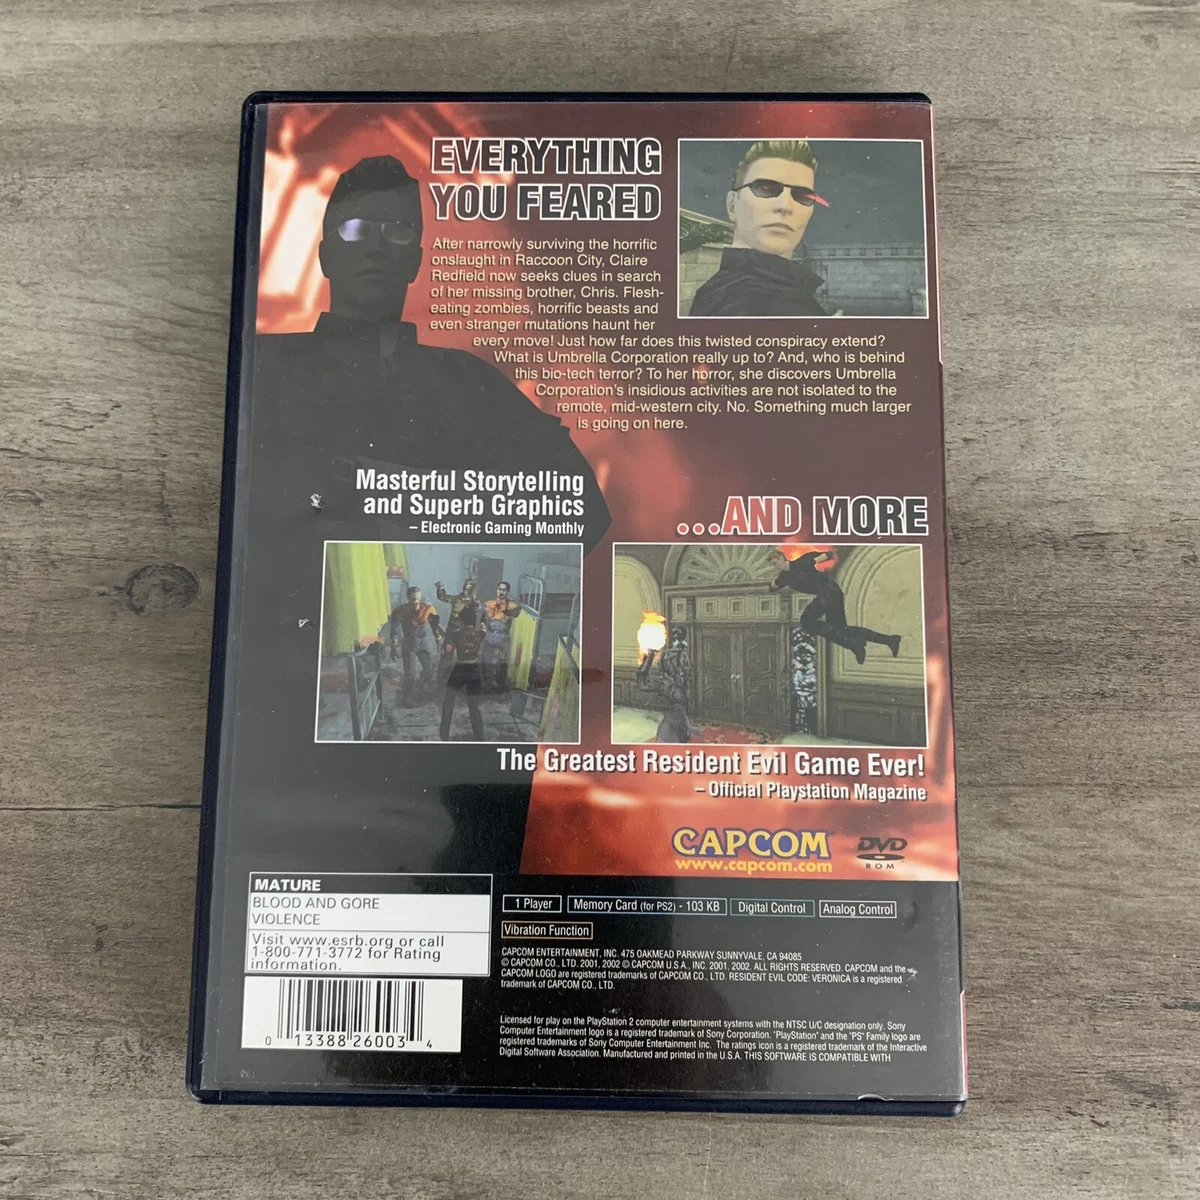 EVERYTHING
YOU FEARED
After narrowly surviving the horrific
onslaught in Raccoon City, Claire
Redfield now seeks clues in search
of her missing brother, Chris. Flesh-
eating zombies, horrific beasts and
even stranger mutations haunt her
every move! Just how far does this twisted conspiracy extend?
What is Umbrella Corporation really up to? And, who is behind
this bio-tech terror? To her horror, she discovers Umbrella
Corporation's insidious activities are not isolated to the
remote, mid-western city. No. Something much larger
is going on here.
Masterful Storytelling
and Superb Graphics
– Electronic Gaming Monthly
...AND MORE
The Greatest Resident Evil Game Ever!
– Official Playstation Magazine
CAPCOM
www.capcom.com
DVD
ROM
MATURE
BLOOD AND GORE
VIOLENCE
Visit www.esrb.org or call
1-800-771-3772 for Rating
information.
0 13388 26003 4
1 Player
Memory Card (for PS2) - 103 KB
Digital Control
Analog Control
Vibration Function
CAPCOM ENTERTAINMENT, INC. 475 OAKMEAD PARKWAY SUNNYVALE, CA 94085
© CAPCOM CO., LTD. 2001, 2002 © CAPCOM U.S.A., INC. 2001, 2002. ALL RIGHTS RESERVED. CAPCOM and the
CAPCOM LOGO are registered trademarks of CAPCOM CO., LTD. RESIDENT EVIL CODE: VERONICA is a registered
trademark of CAPCOM CO., LTD.
Licensed for play on the PlayStation 2 computer entertainment systems with the NTSC U/C designation only. Sony
Computer Entertainment logo is a registered trademark of Sony Corporation. "PlayStation" and the "PS" Family logo are
registered trademarks of Sony Computer Entertainment Inc. The ratings icon is a registered trademark of the Interactive
Digital Software Association. Manufactured and printed in the U.S.A. THIS SOFTWARE IS COMPATIBLE WITH